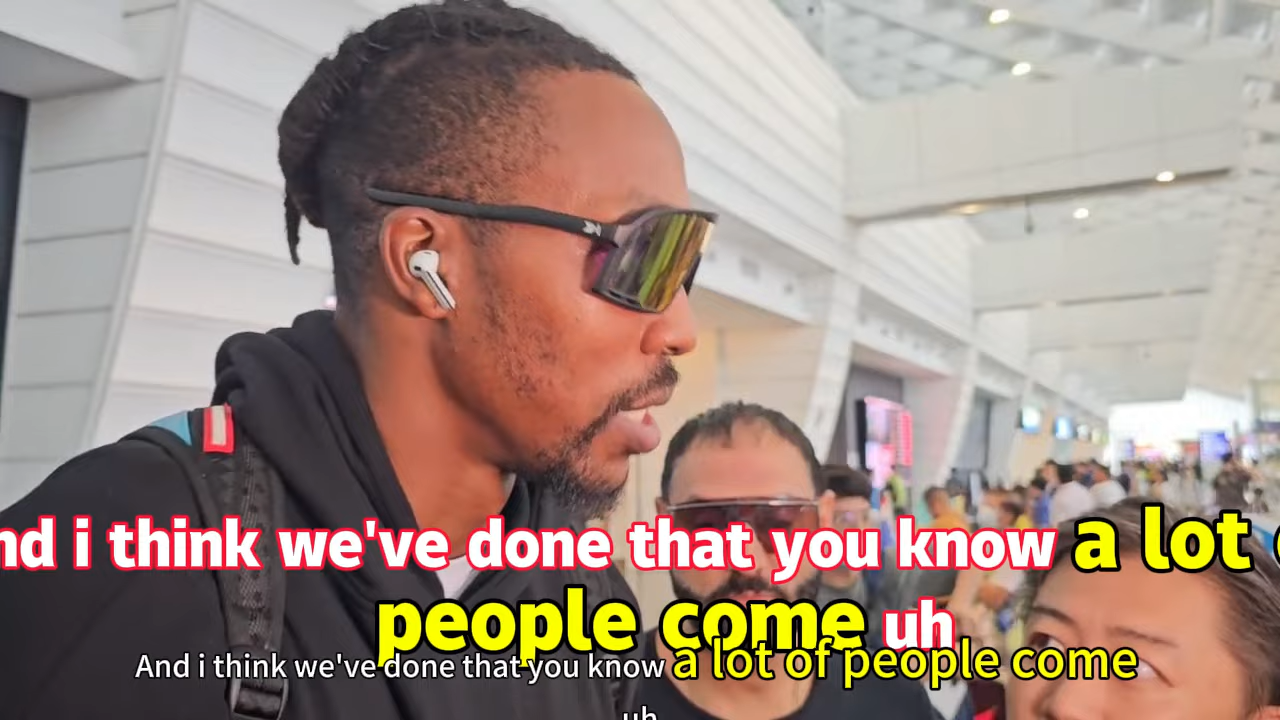 nd i think we've done that you know a lot
people come uh
And i think we've done that you know a lot of people come
uh